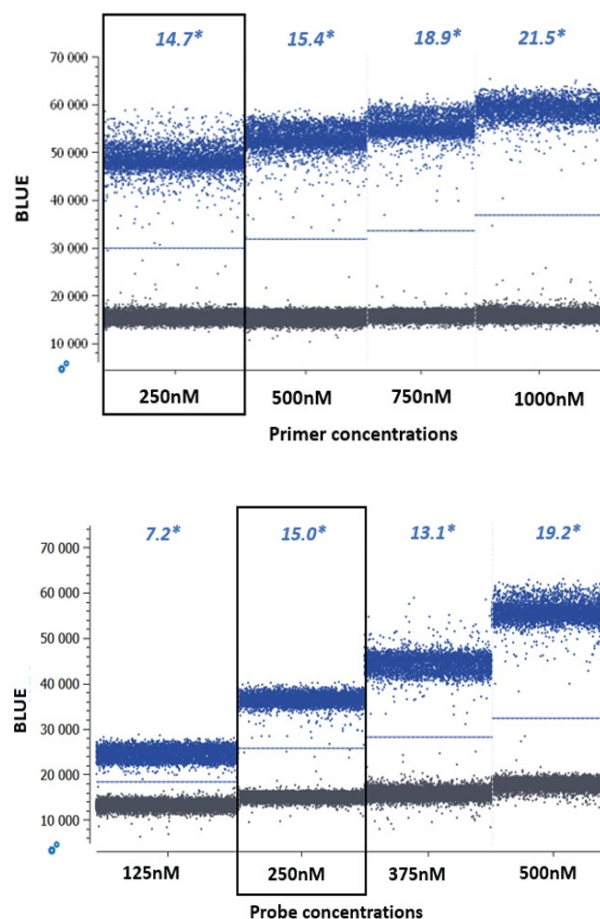 14.7* 15.4* 18.9* 21.5*
70 000
60 000
50 000
40 000
30 000
20 000
10 000
BLUE
250nM 500nM 750nM 1000nM
Primer concentrations
7.2* 15.0* 13.1* 19.2*
70 000
60 000
50 000
40 000
30 000
20 000
10 000
BLUE
125nM 250nM 375nM 500nM
Probe concentrations